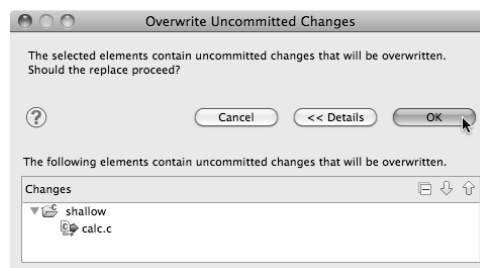 Overwrite Uncommitted Changes
The selected elements contain uncommitted changes that will be overwritten.
Should the replace proceed?
?
Cancel
<< Details
OK
The following elements contain uncommitted changes that will be overwritten.
Changes
shallow
calc.c